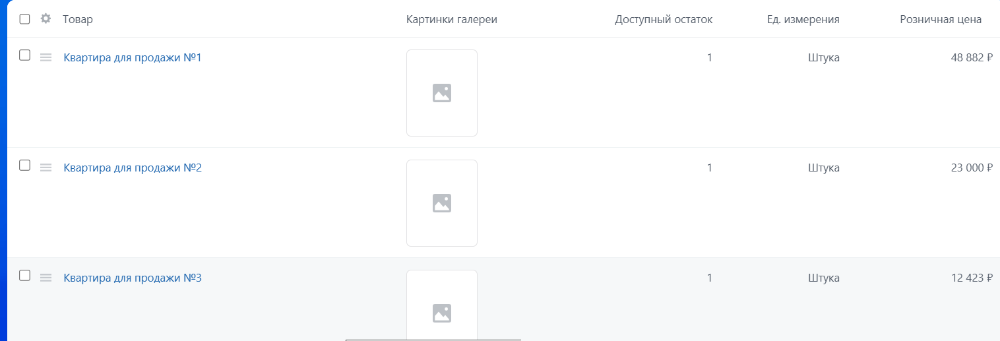 Товар Картинки галереи Доступный остаток Ед. измерения Розничная цена
Квартира для продажи №1 1 Штука 48 882 ₽
Квартира для продажи №2 1 Штука 23 000 ₽
Квартира для продажи №3 1 Штука 12 423 ₽